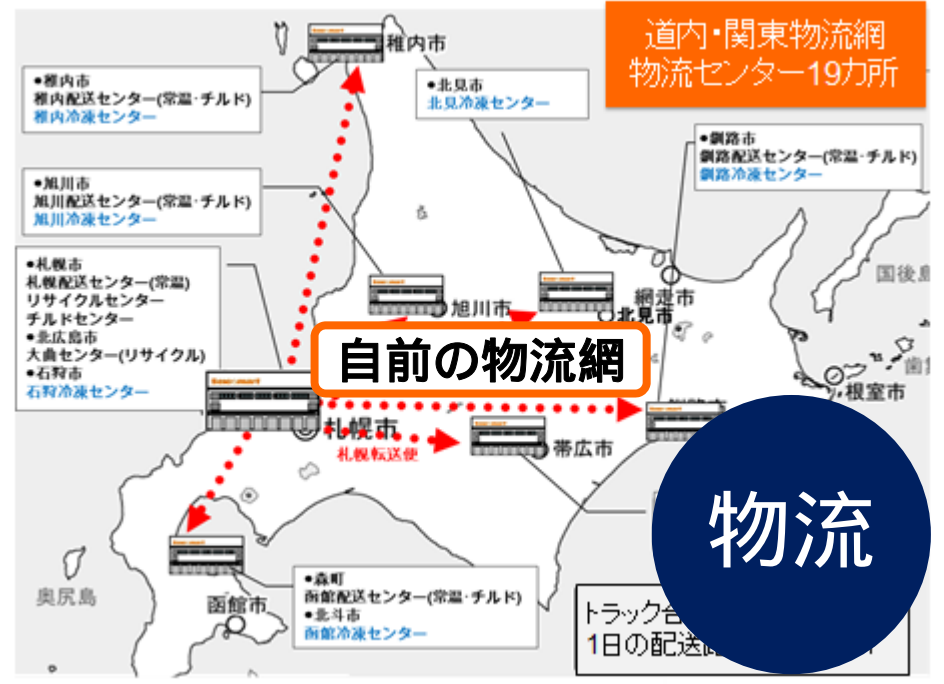 道内・関東物流網
物流センター19カ所
稚内市
●稚内市
稚内配送センター(常温・チルド)
稚内冷凍センター
●北見市
北見冷凍センター
●釧路市
釧路配送センター(常温・チルド)
釧路冷凍センター
●旭川市
旭川配送センター(常温・チルド)
旭川冷凍センター
●札幌市
札幌配送センター(常温)
リサイクルセンター
チルドセンター
●北広島市
大曲センター(リサイクル)
●石狩市
石狩冷凍センター
国後島
網走市
旭川市
北見市
自前の物流網
根室市
札幌市
札幌転送便
帯広市
物流
奥尻島
函館市
●森町
函館配送センター(常温・チルド)
●北斗市
函館冷凍センター
トラック台
1日の配送